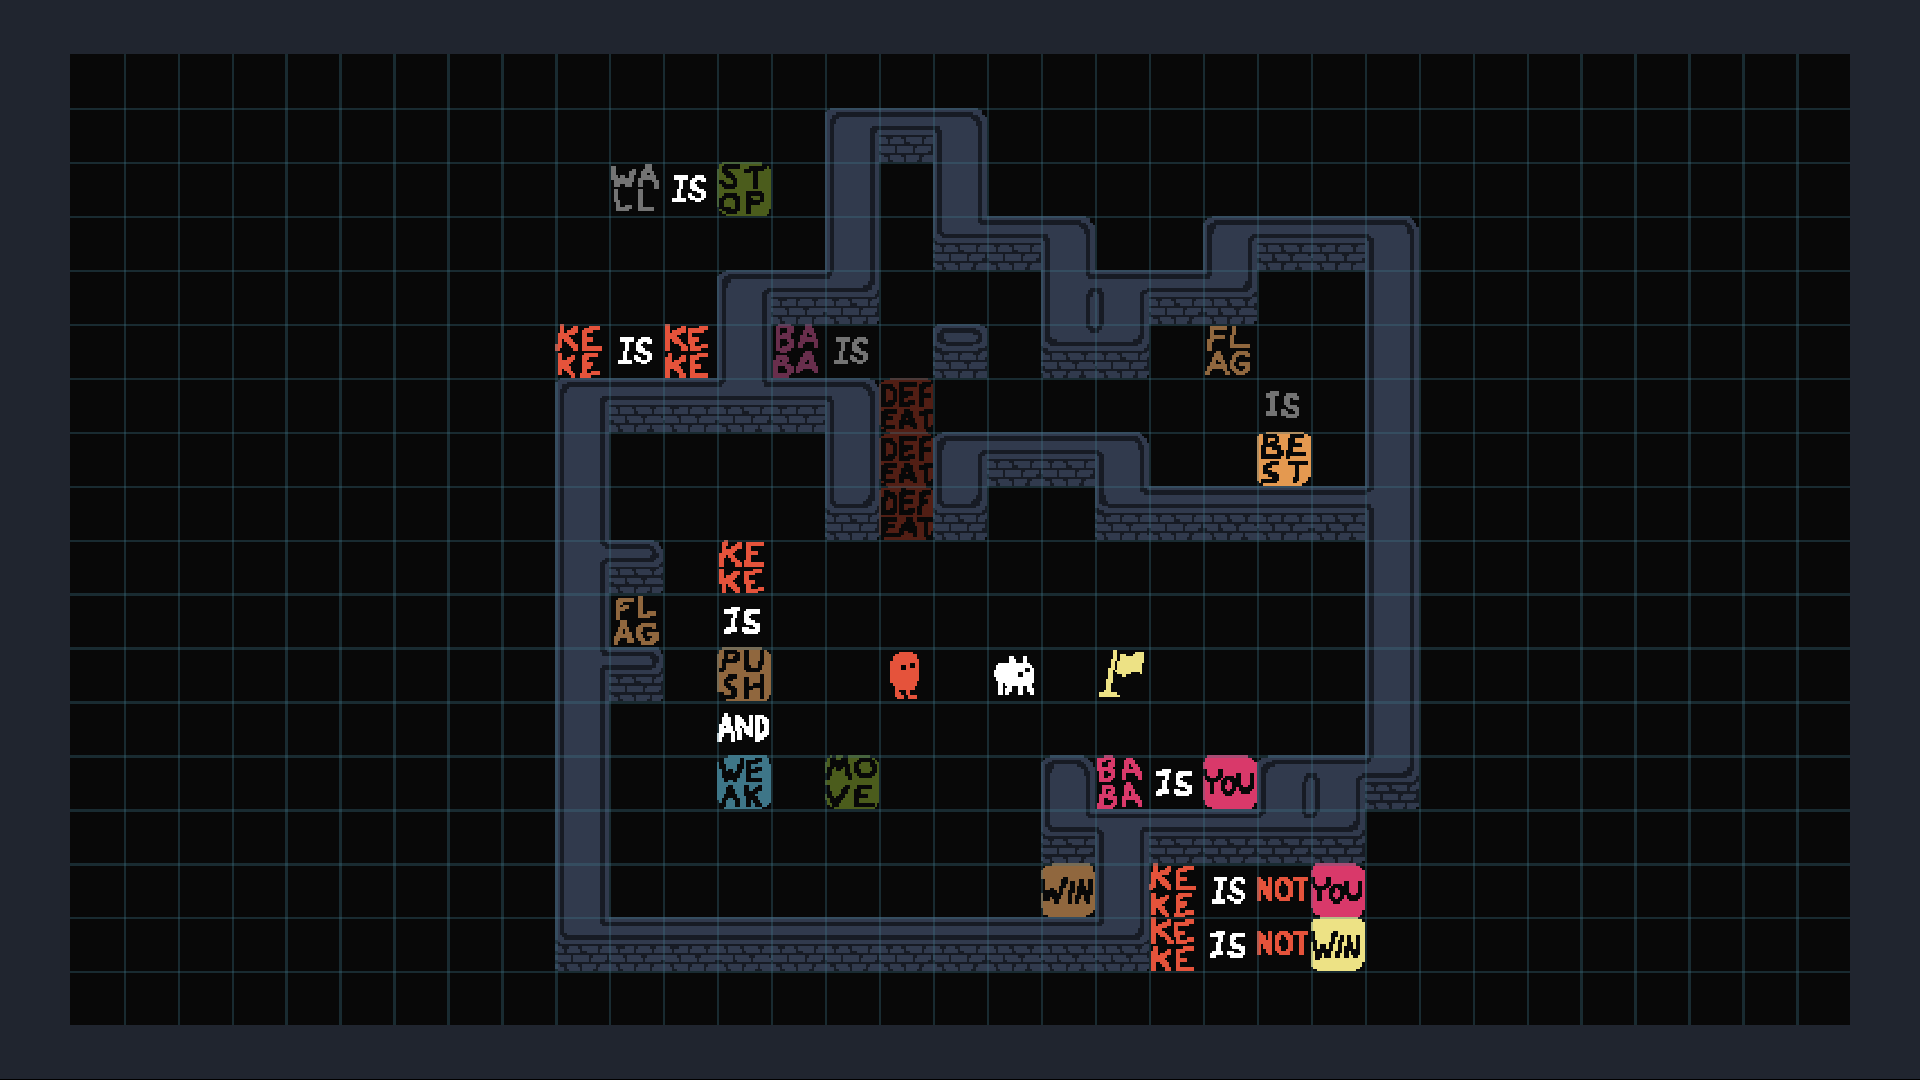 WALL IS STOP
KEKE IS KEKE
BABA IS
FLAG
DEFEAT
IS
DEFEAT
BEST
DEFEAT
KEKE
FLAG
IS
PUSH
AND
WEAK
MOVE
BABA IS YOU
WIN
KEKE IS NOT YOU
KEKE IS NOT WIN